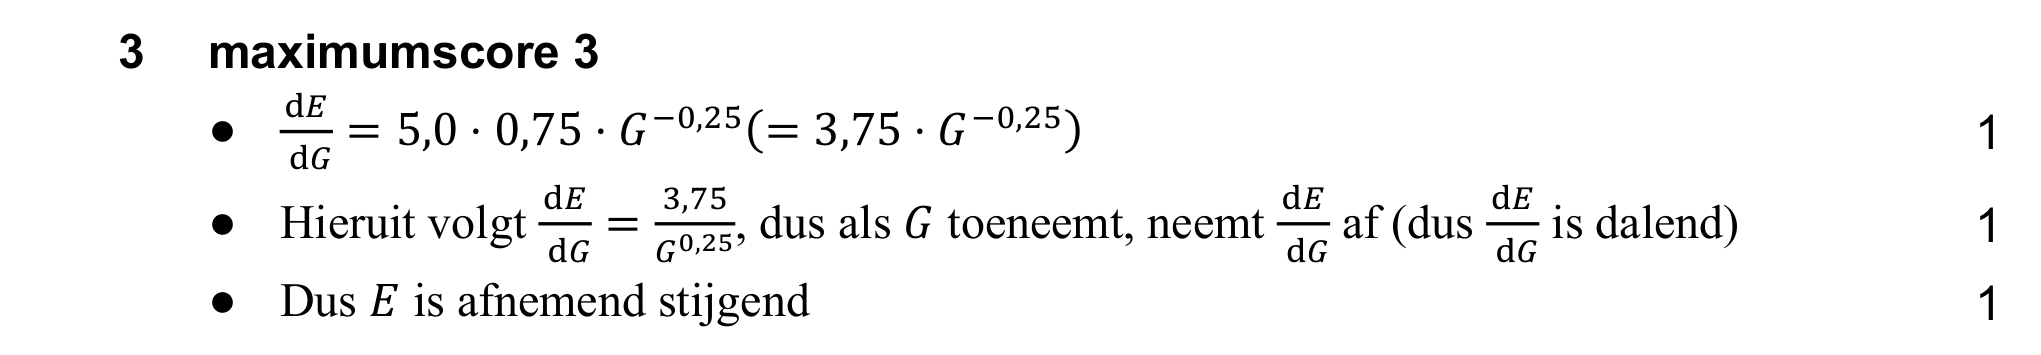 3 maximumscore 3
● dE/dG = 5,0 · 0,75 · G^−0,25 (= 3,75 · G^−0,25) 1
● Hieruit volgt dE/dG = 3,75/G^0,25, dus als G toeneemt, neemt dE/dG af (dus dE/dG is dalend) 1
● Dus E is afnemend stijgend 1